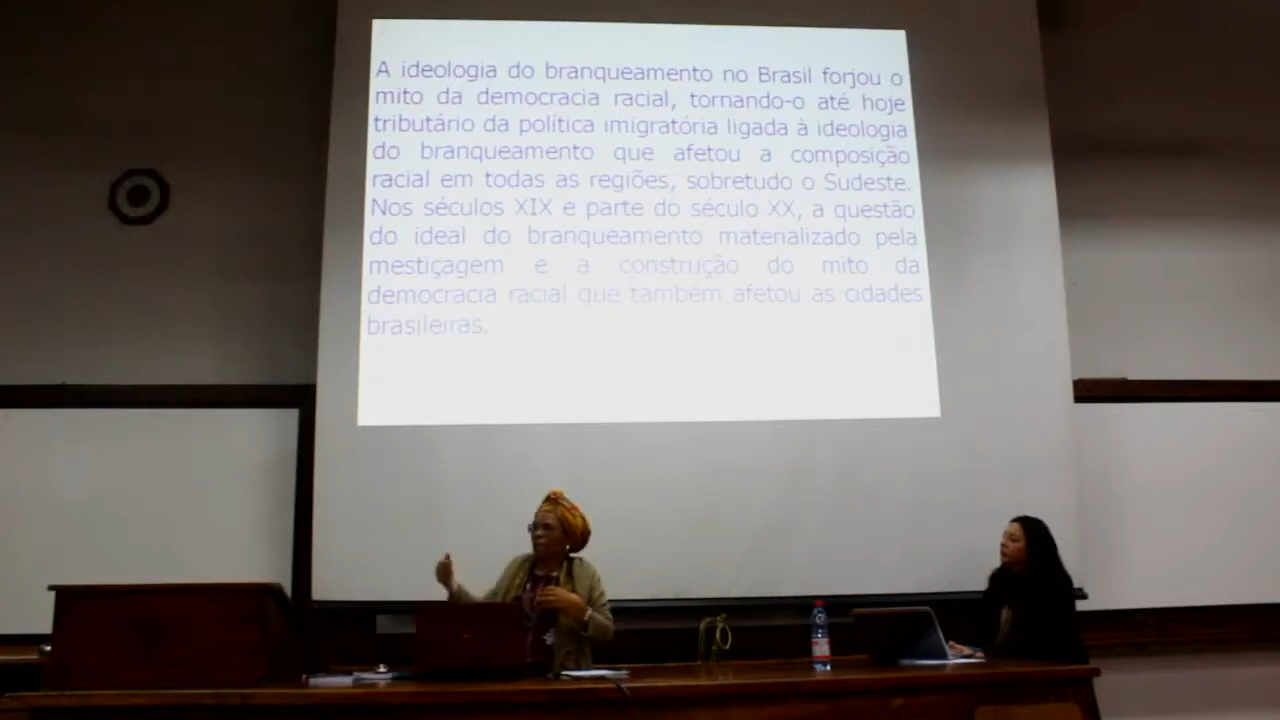 A ideologia do branqueamento no Brasil forjou o
mito da democracia racial, tornando-o até hoje
tributário da política imigratória ligada à ideologia
do branqueamento que afetou a composição
racial em todas as regiões, sobretudo o Sudeste.
Nos séculos XIX e parte do século XX, a questão
do ideal do branqueamento materializado pela
mestiçagem e a construção do mito da
democracia racial que também afetou as cidades
brasileiras.